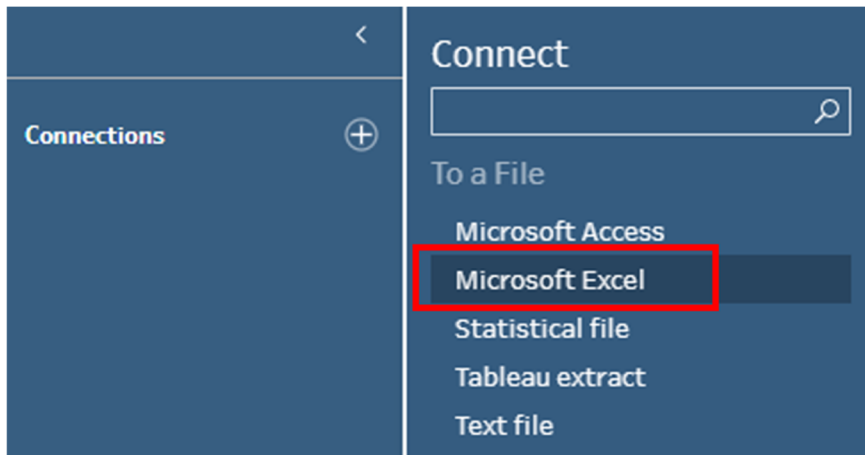 Connections
Connect
To a File
Microsoft Access
Microsoft Excel
Statistical file
Tableau extract
Text file